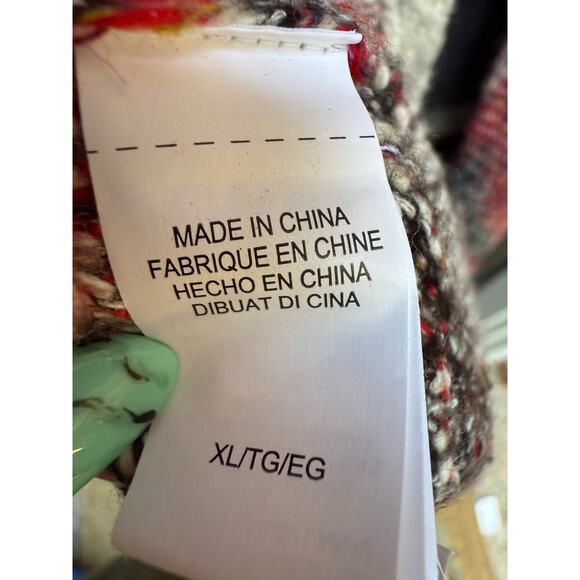 MADE IN CHINA
FABRIQUE EN CHINE
HECHO EN CHINA
DIBUAT DI CINA
XL/TG/EG